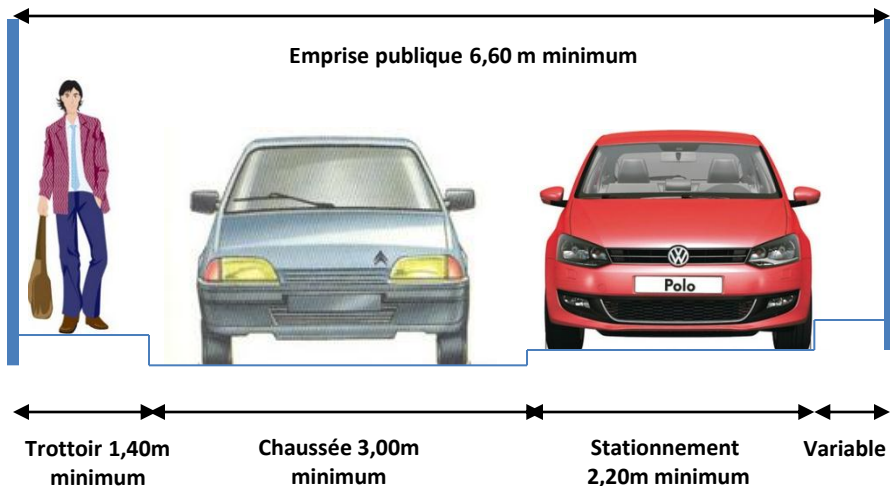 Emprise publique 6,60 m minimum
Polo
Trottoir 1,40m
minimum
Chaussée 3,00m
minimum
Stationnement
2,20m minimum
Variable